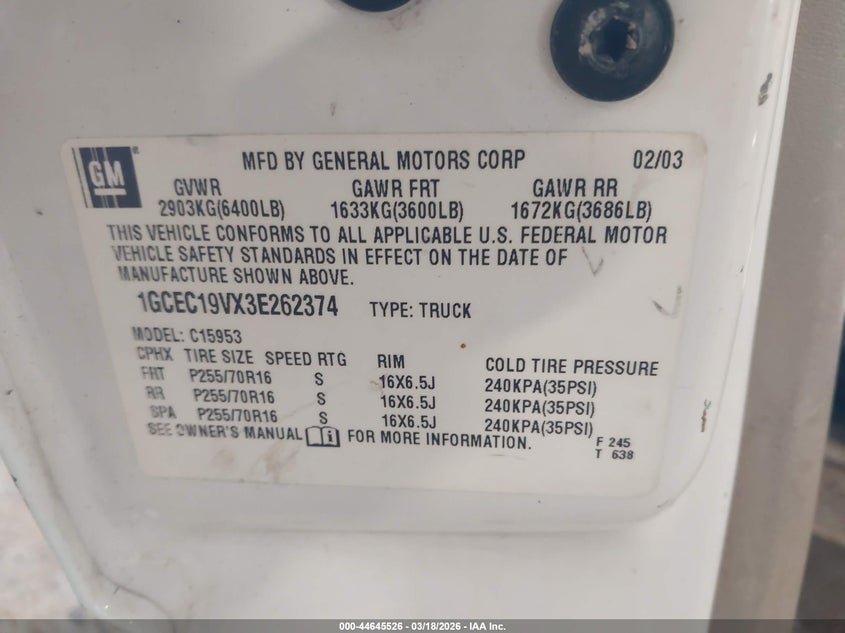 GM
MFD BY GENERAL MOTORS CORP 02/03
GVWR GAWR FRT GAWR RR
2903KG(6400LB) 1633KG(3600LB) 1672KG(3686LB)
THIS VEHICLE CONFORMS TO ALL APPLICABLE U.S. FEDERAL MOTOR
VEHICLE SAFETY STANDARDS IN EFFECT ON THE DATE OF
MANUFACTURE SHOWN ABOVE.
1GCEC19VX3E262374 TYPE: TRUCK
MODEL: C15953
CPHX TIRE SIZE SPEED RTG RIM COLD TIRE PRESSURE
FRT P255/70R16 S 16X6.5J 240KPA(35PSI)
RR P255/70R16 S 16X6.5J 240KPA(35PSI)
SPA P255/70R16 S 16X6.5J 240KPA(35PSI)
SEE OWNER'S MANUAL FOR MORE INFORMATION.
F 245
T 638
000-44645526 | 03/18/2026 | IAA Inc.